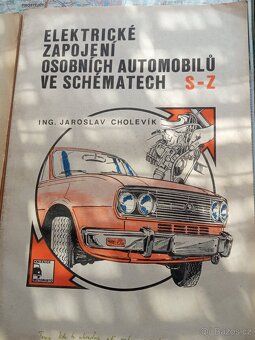 ELEKTRICKÉ
ZAPOJENÍ
OSOBNÍCH AUTOMOBILŮ
VE SCHÉMATECH S-Z
ING. JAROSLAV CHOLEVÍK